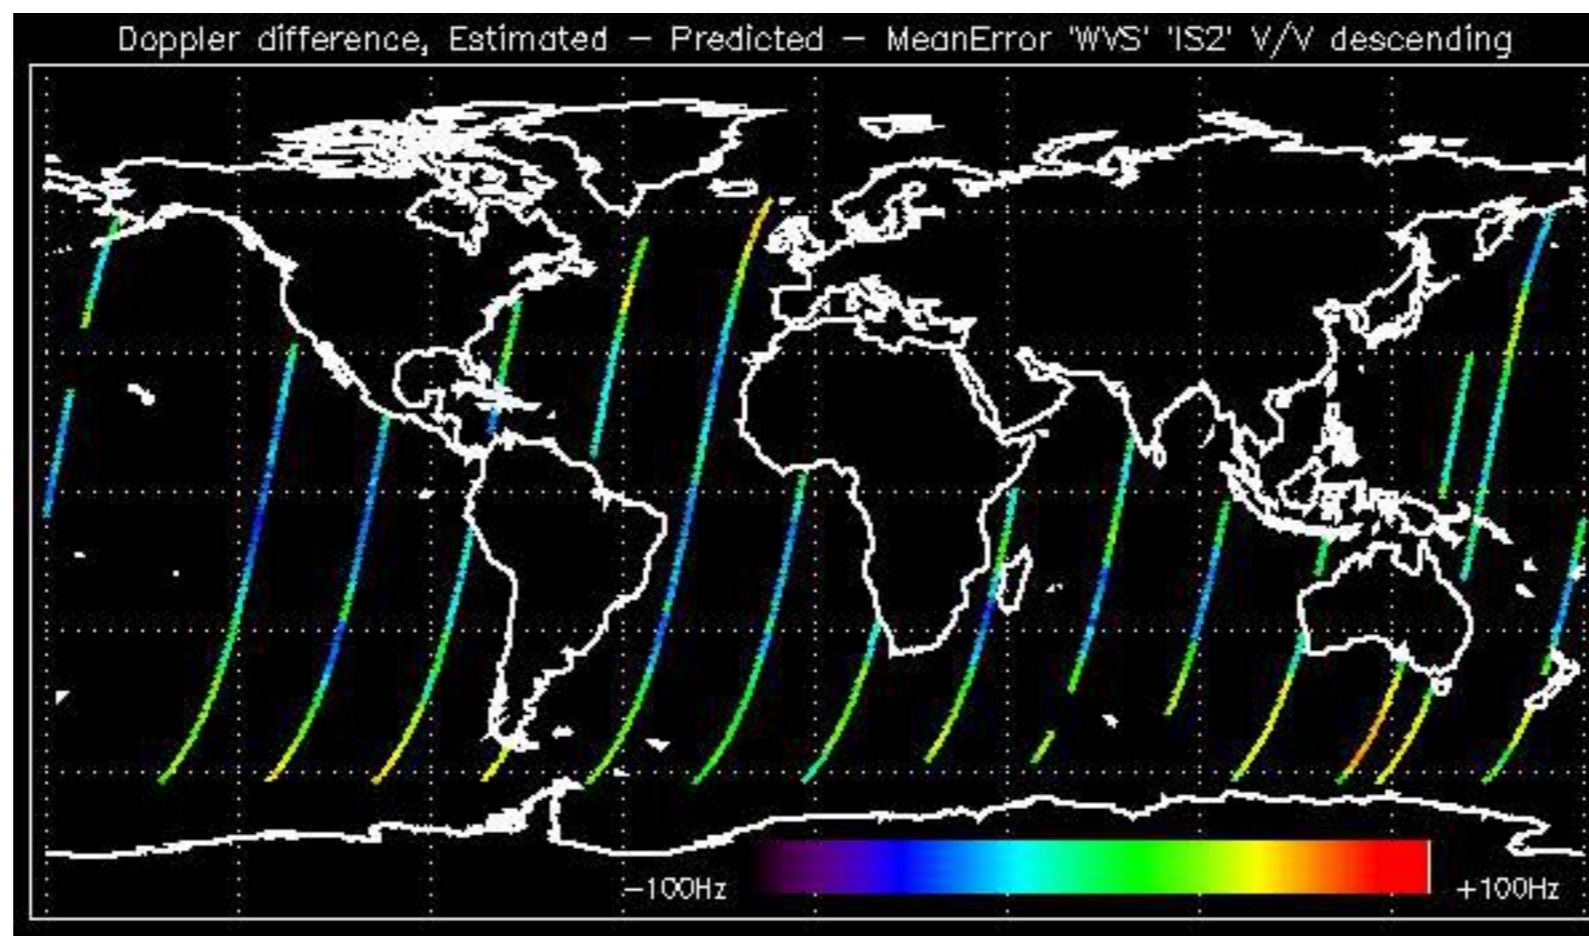 Doppler difference, Estimated − Predicted − MeanError 'WVS' 'IS2' V/V descending
−100Hz
+100Hz